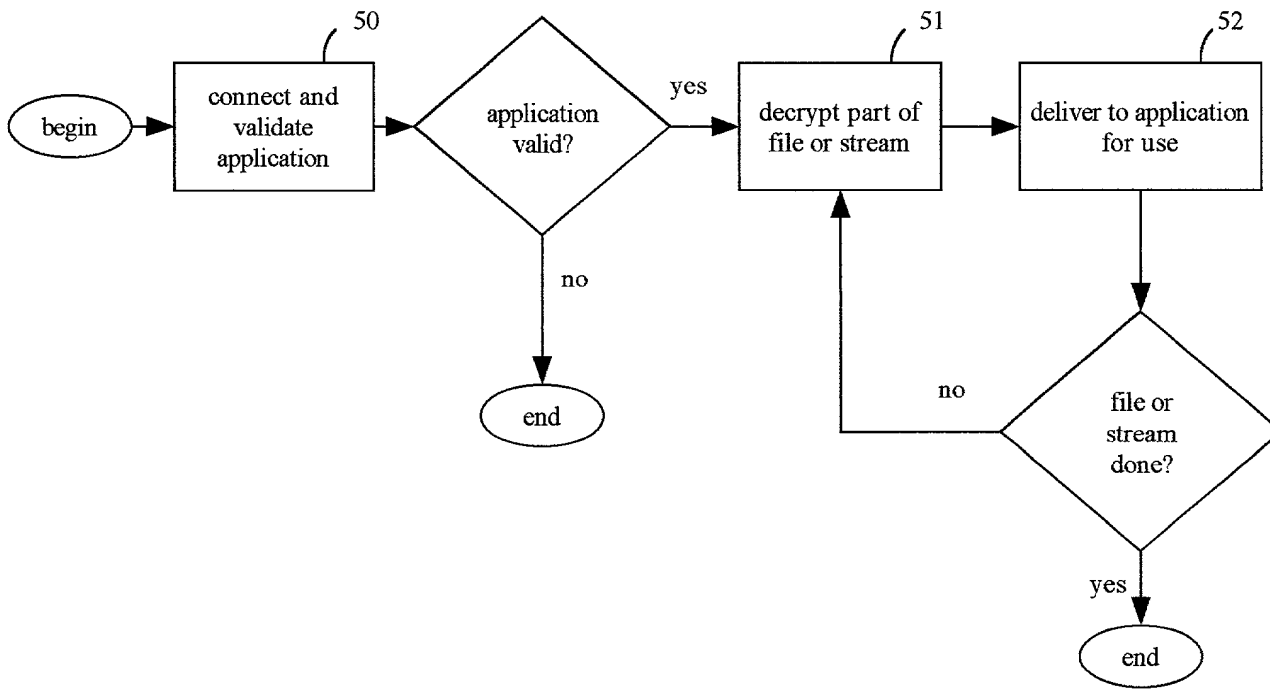 50
51
52
begin
connect and
validate
application
application
valid?
yes
decrypt part of
file or stream
deliver to application
for use
no
end
no
file or
stream
done?
yes
end